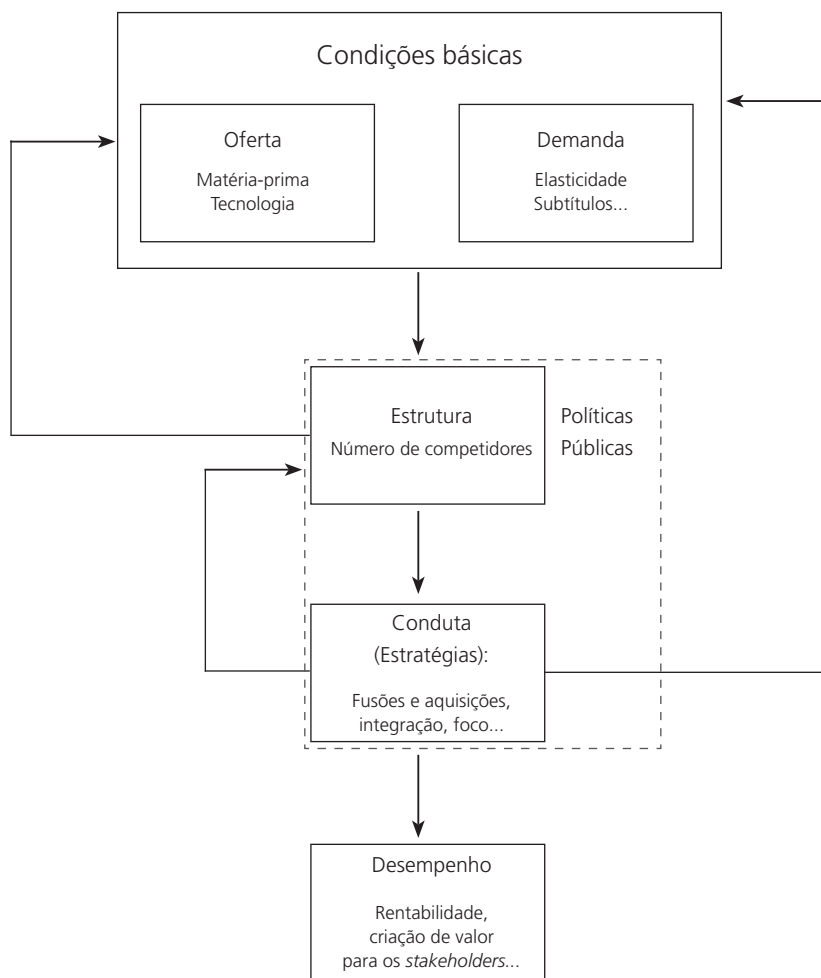 Condições básicas
Oferta
Matéria-prima
Tecnologia
Demanda
Elasticidade
Subtítulos...
Estrutura
Número de competidores
Políticas
Públicas
Conduta
(Estratégias):
Fusões e aquisições,
integração, foco...
Desempenho
Rentabilidade,
criação de valor
para os stakeholders...